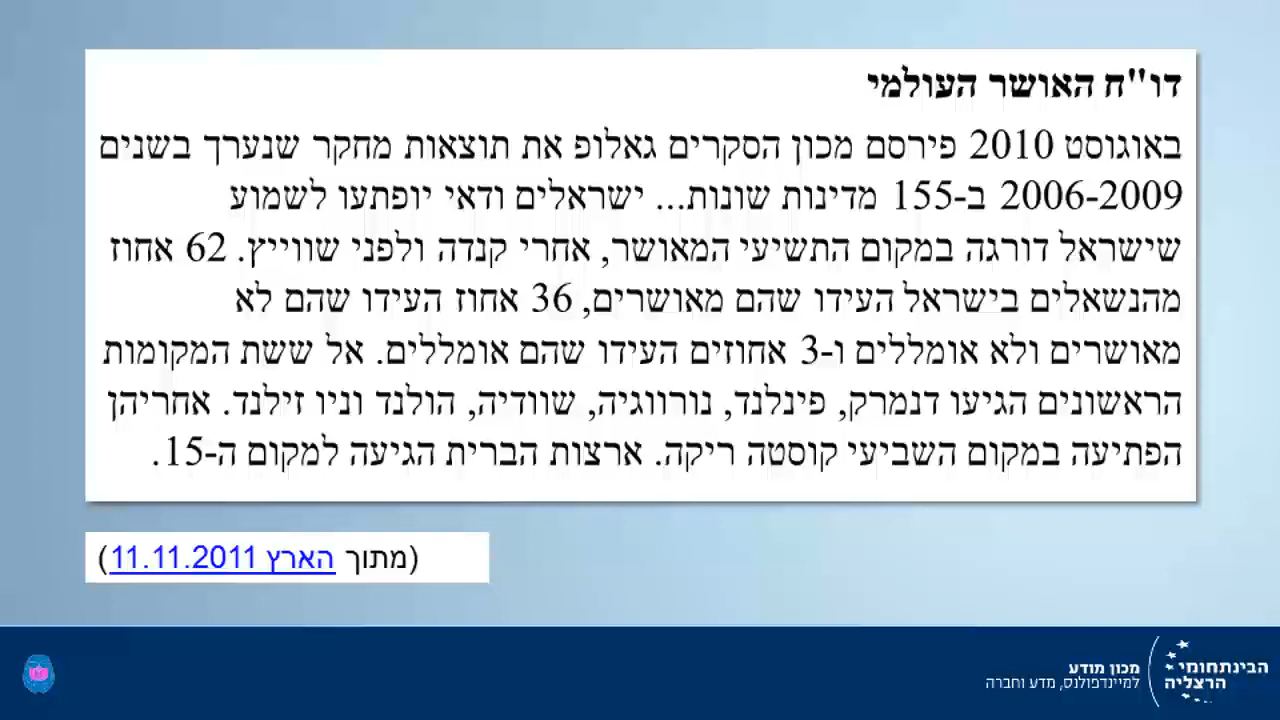 דו"ח האושר העולמי
באוגוסט 2010 פירסם מכון הסקרים גאלופ את תוצאות מחקר שנערך בשנים
2006-2009 ב-155 מדינות שונות... ישראלים ודאי יופתעו לשמוע
שישראל דורגה במקום התשיעי המאושר, אחרי קנדה ולפני שווייץ. 62 אחוז
מהנשאלים בישראל העידו שהם מאושרים, 36 אחוז העידו שהם לא
מאושרים ולא אומללים ו-3 אחוזים העידו שהם אומללים. אל ששת המקומות
הראשונים הגיעו דנמרק, פינלנד, נורווגיה, שוודיה, הולנד וניו זילנד. אחריהן
הפתיעה במקום השביעי קוסטה ריקה. ארצות הברית הגיעה למקום ה-15.
(מתוך הארץ 11.11.2011)
הבינתחומי
הרצליה
מכון מודע
למיינדפולנס, מדע וחברה